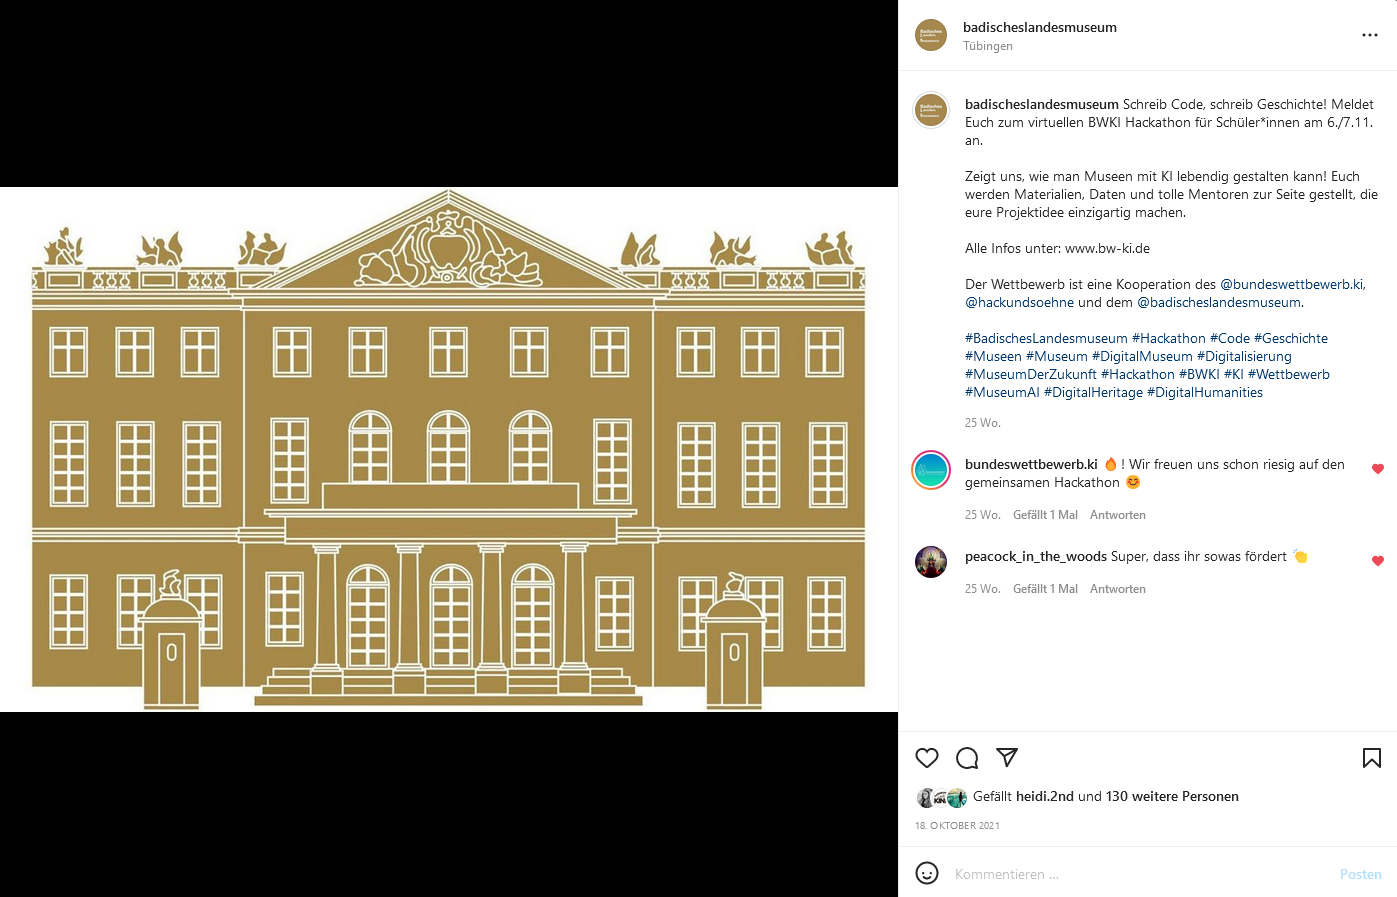 badischeslandesmuseum
Tübingen
badischeslandesmuseum Schreib Code, schreib Geschichte! Meldet
Euch zum virtuellen BWKI Hackathon für Schüler*innen am 6./7.11.
an.
Zeigt uns, wie man Museen mit KI lebendig gestalten kann! Euch
werden Materialien, Daten und tolle Mentoren zur Seite gestellt, die
eure Projektidee einzigartig machen.
Alle Infos unter: www.bw-ki.de
Der Wettbewerb ist eine Kooperation des @bundeswettbewerb.ki,
@hackundsoehne und dem @badischeslandesmuseum.
#BadischesLandesmuseum #Hackathon #Code #Geschichte
#Museen #Museum #DigitalMuseum #Digitalisierung
#MuseumDerZukunft #Hackathon #BWKI #KI #Wettbewerb
#MuseumAI #DigitalHeritage #DigitalHumanities
25 Wo.
bundeswettbewerb.ki 🔥 ! Wir freuen uns schon riesig auf den
gemeinsamen Hackathon 😊
25 Wo. Gefällt 1 Mal Antworten
peacock_in_the_woods Super, dass ihr sowas fördert 👏
25 Wo. Gefällt 1 Mal Antworten
Gefällt heidi.2nd und 130 weitere Personen
18. OKTOBER 2021
Kommentieren ... Posten